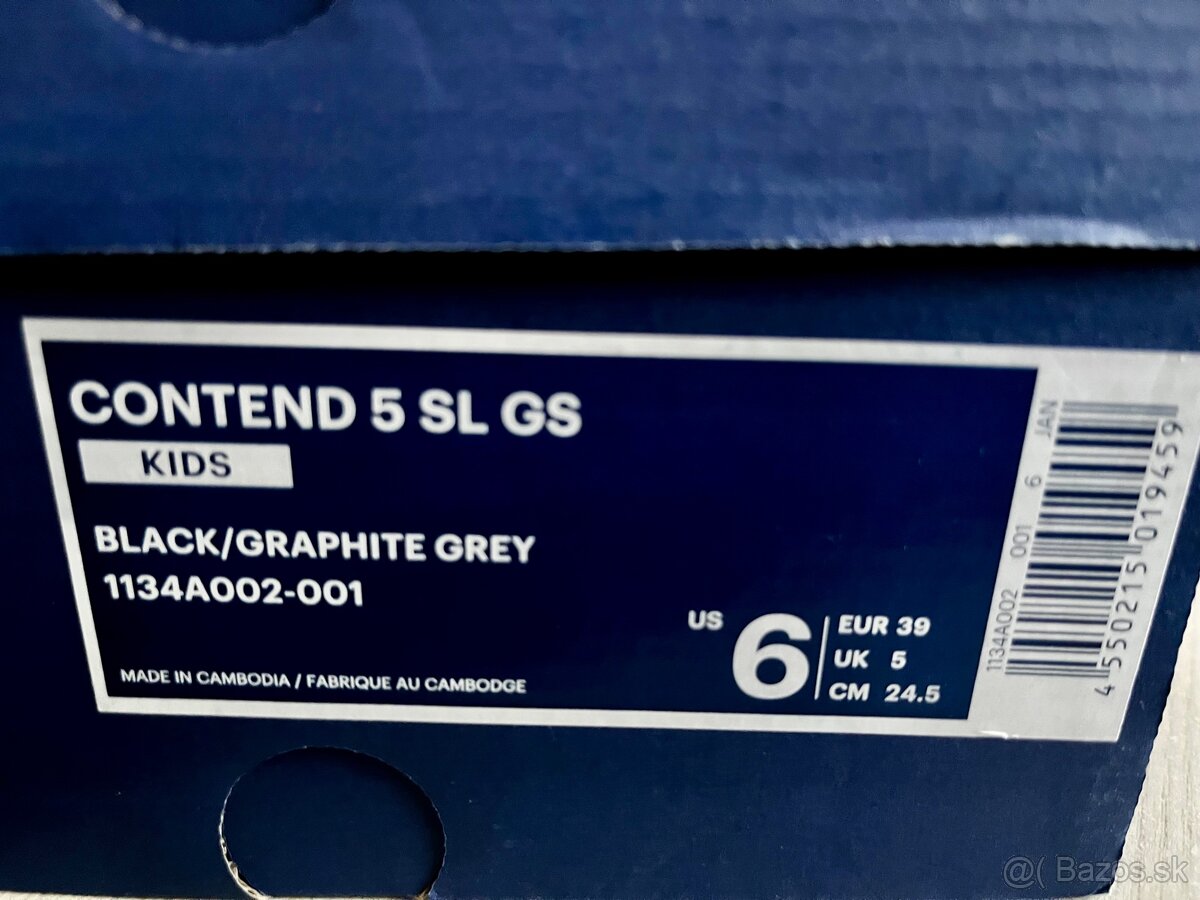 CONTEND 5 SL GS
KIDS
BLACK/GRAPHITE GREY
1134A002-001
MADE IN CAMBODIA / FABRIQUE AU CAMBODGE
US 6
EUR 39
UK 5
CM 24.5
1134A002 001 6 JAN
4 550215 019459
@( Bazos.sk